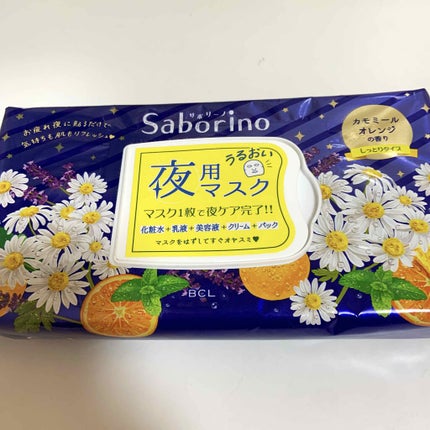 お疲れ夜に貼るだけで
気持ちも肌もリフレッシュ♥
サボリーノ
Saborino
カモミール
オレンジ
の香り
しっとりタイプ
うるおい
夜用マスク
マスク1枚で夜ケア完了!!
化粧水+乳液+美容液+クリーム+パック
マスクをはずしてすぐオヤスミ♥
BCL